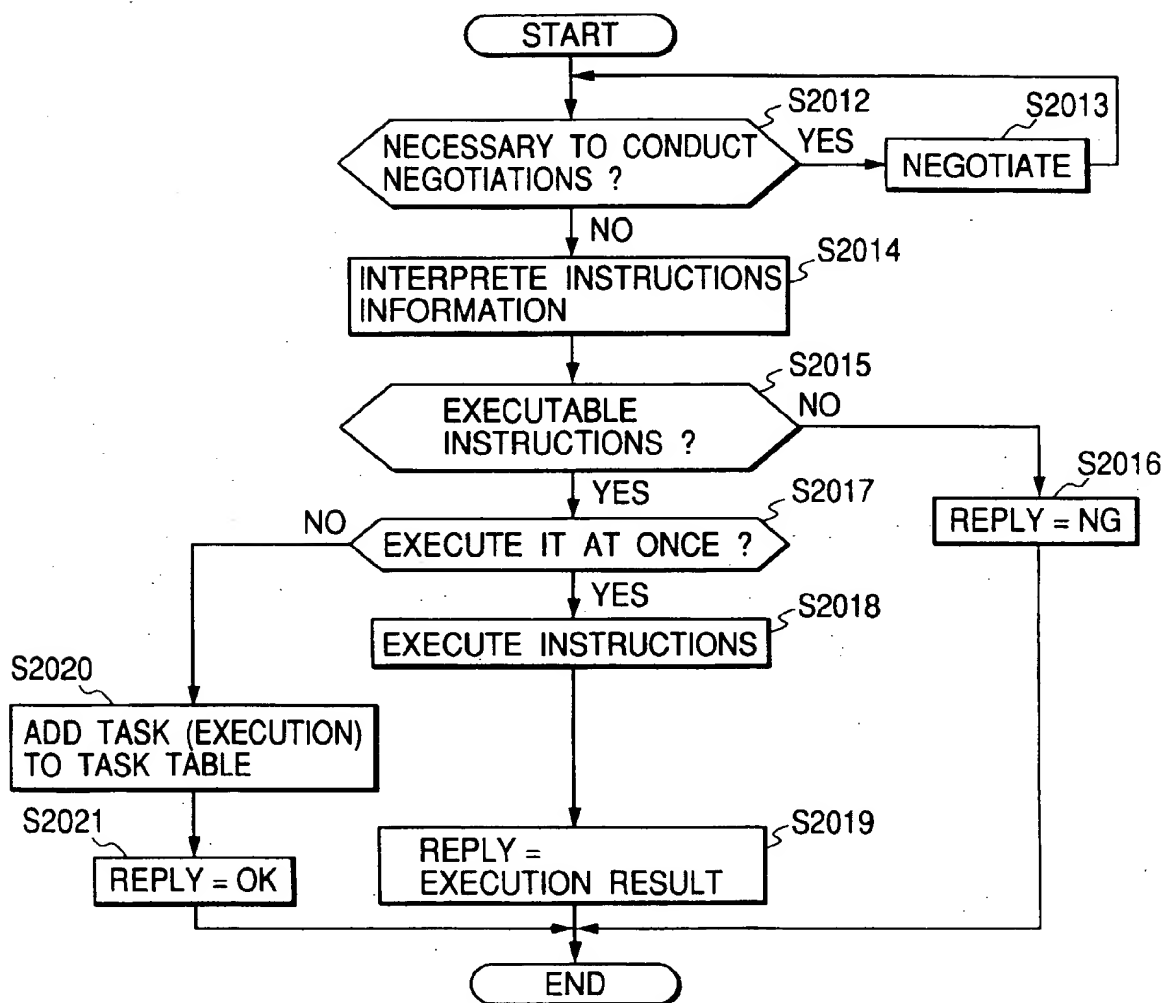 START
S2012
NECESSARY TO CONDUCT
NEGOTIATIONS ?
YES
S2013
NEGOTIATE
NO
S2014
INTERPRETE INSTRUCTIONS
INFORMATION
S2015
EXECUTABLE
INSTRUCTIONS ?
NO
YES
S2016
REPLY = NG
S2017
EXECUTE IT AT ONCE ?
NO
YES
S2018
EXECUTE INSTRUCTIONS
S2020
ADD TASK (EXECUTION)
TO TASK TABLE
S2021
REPLY = OK
S2019
REPLY =
EXECUTION RESULT
END